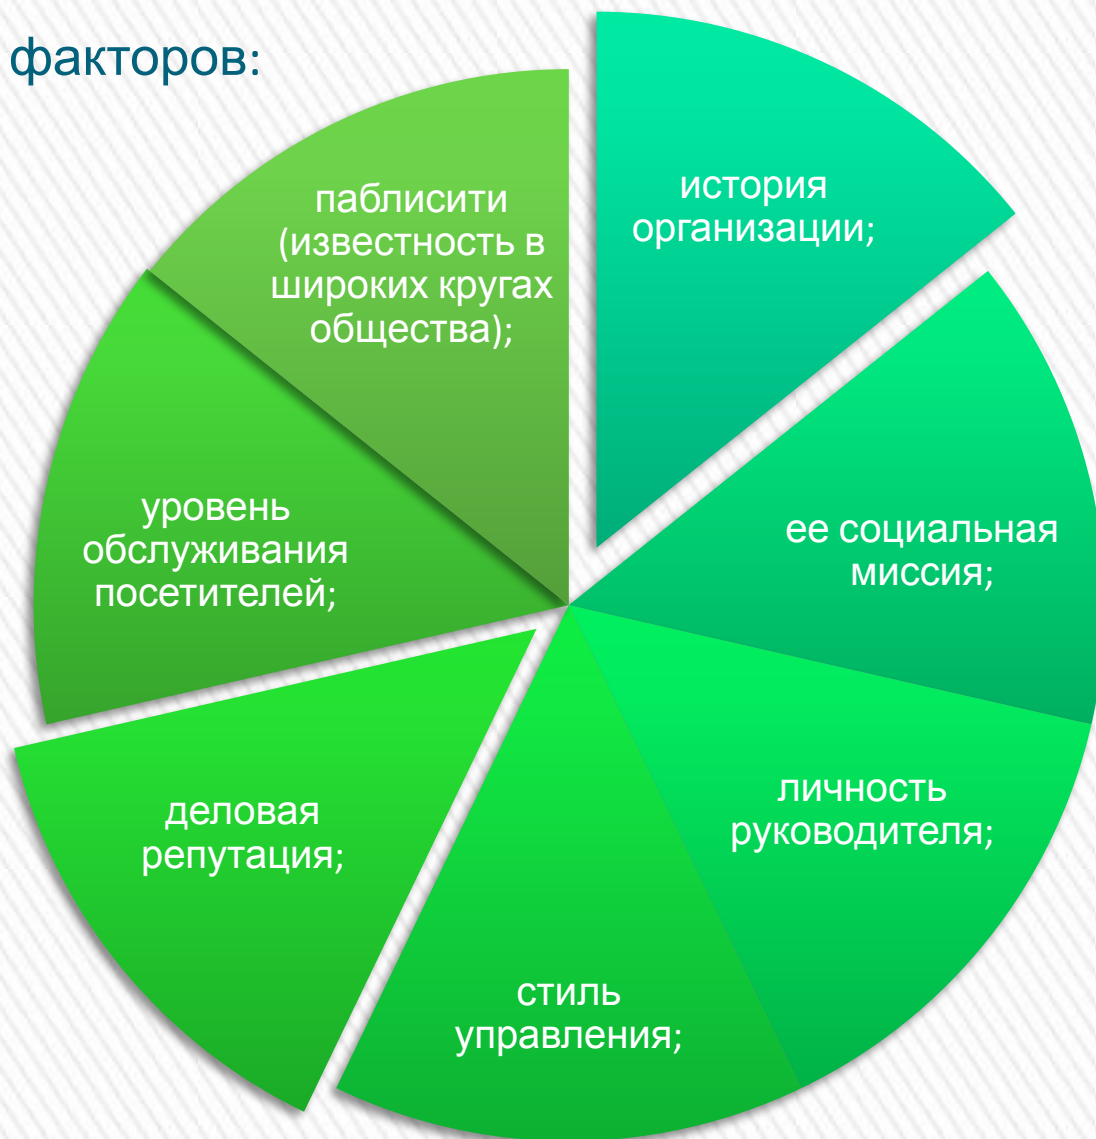 факторов:
история
организации;
ее социальная
миссия;
личность
руководителя;
стиль
управления;
деловая
репутация;
уровень
обслуживания
посетителей;
паблисити
(известность в
широких кругах
общества);